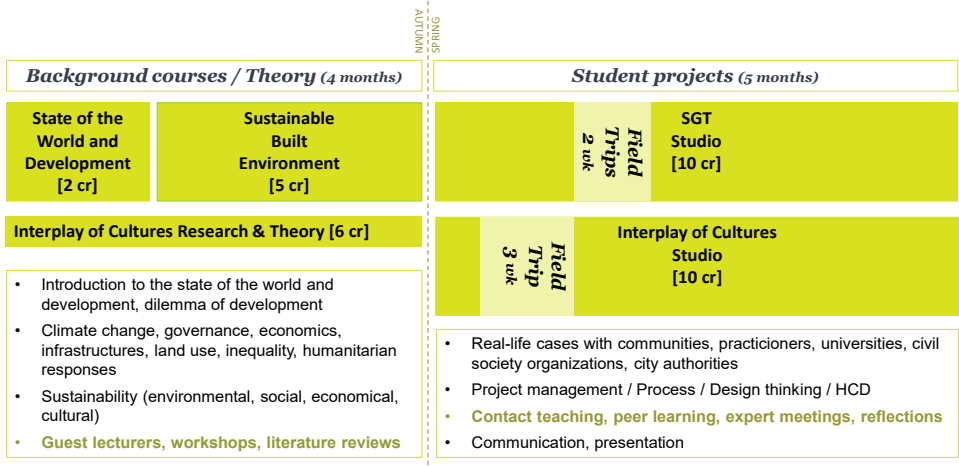 AUTUMN
SPRING
Background courses / Theory (4 months)
State of the
World and
Development
[2 cr]
Sustainable
Built
Environment
[5 cr]
Interplay of Cultures Research & Theory [6 cr]
• Introduction to the state of the world and
development, dilemma of development
• Climate change, governance, economics,
infrastructures, land use, inequality, humanitarian
responses
• Sustainability (environmental, social, economical,
cultural)
• Guest lecturers, workshops, literature reviews
Student projects (5 months)
Field
Trips
2 wk
SGT
Studio
[10 cr]
Field
Trip
3 wk
Interplay of Cultures
Studio
[10 cr]
• Real-life cases with communities, practicioners, universities, civil
society organizations, city authorities
• Project management / Process / Design thinking / HCD
• Contact teaching, peer learning, expert meetings, reflections
• Communication, presentation